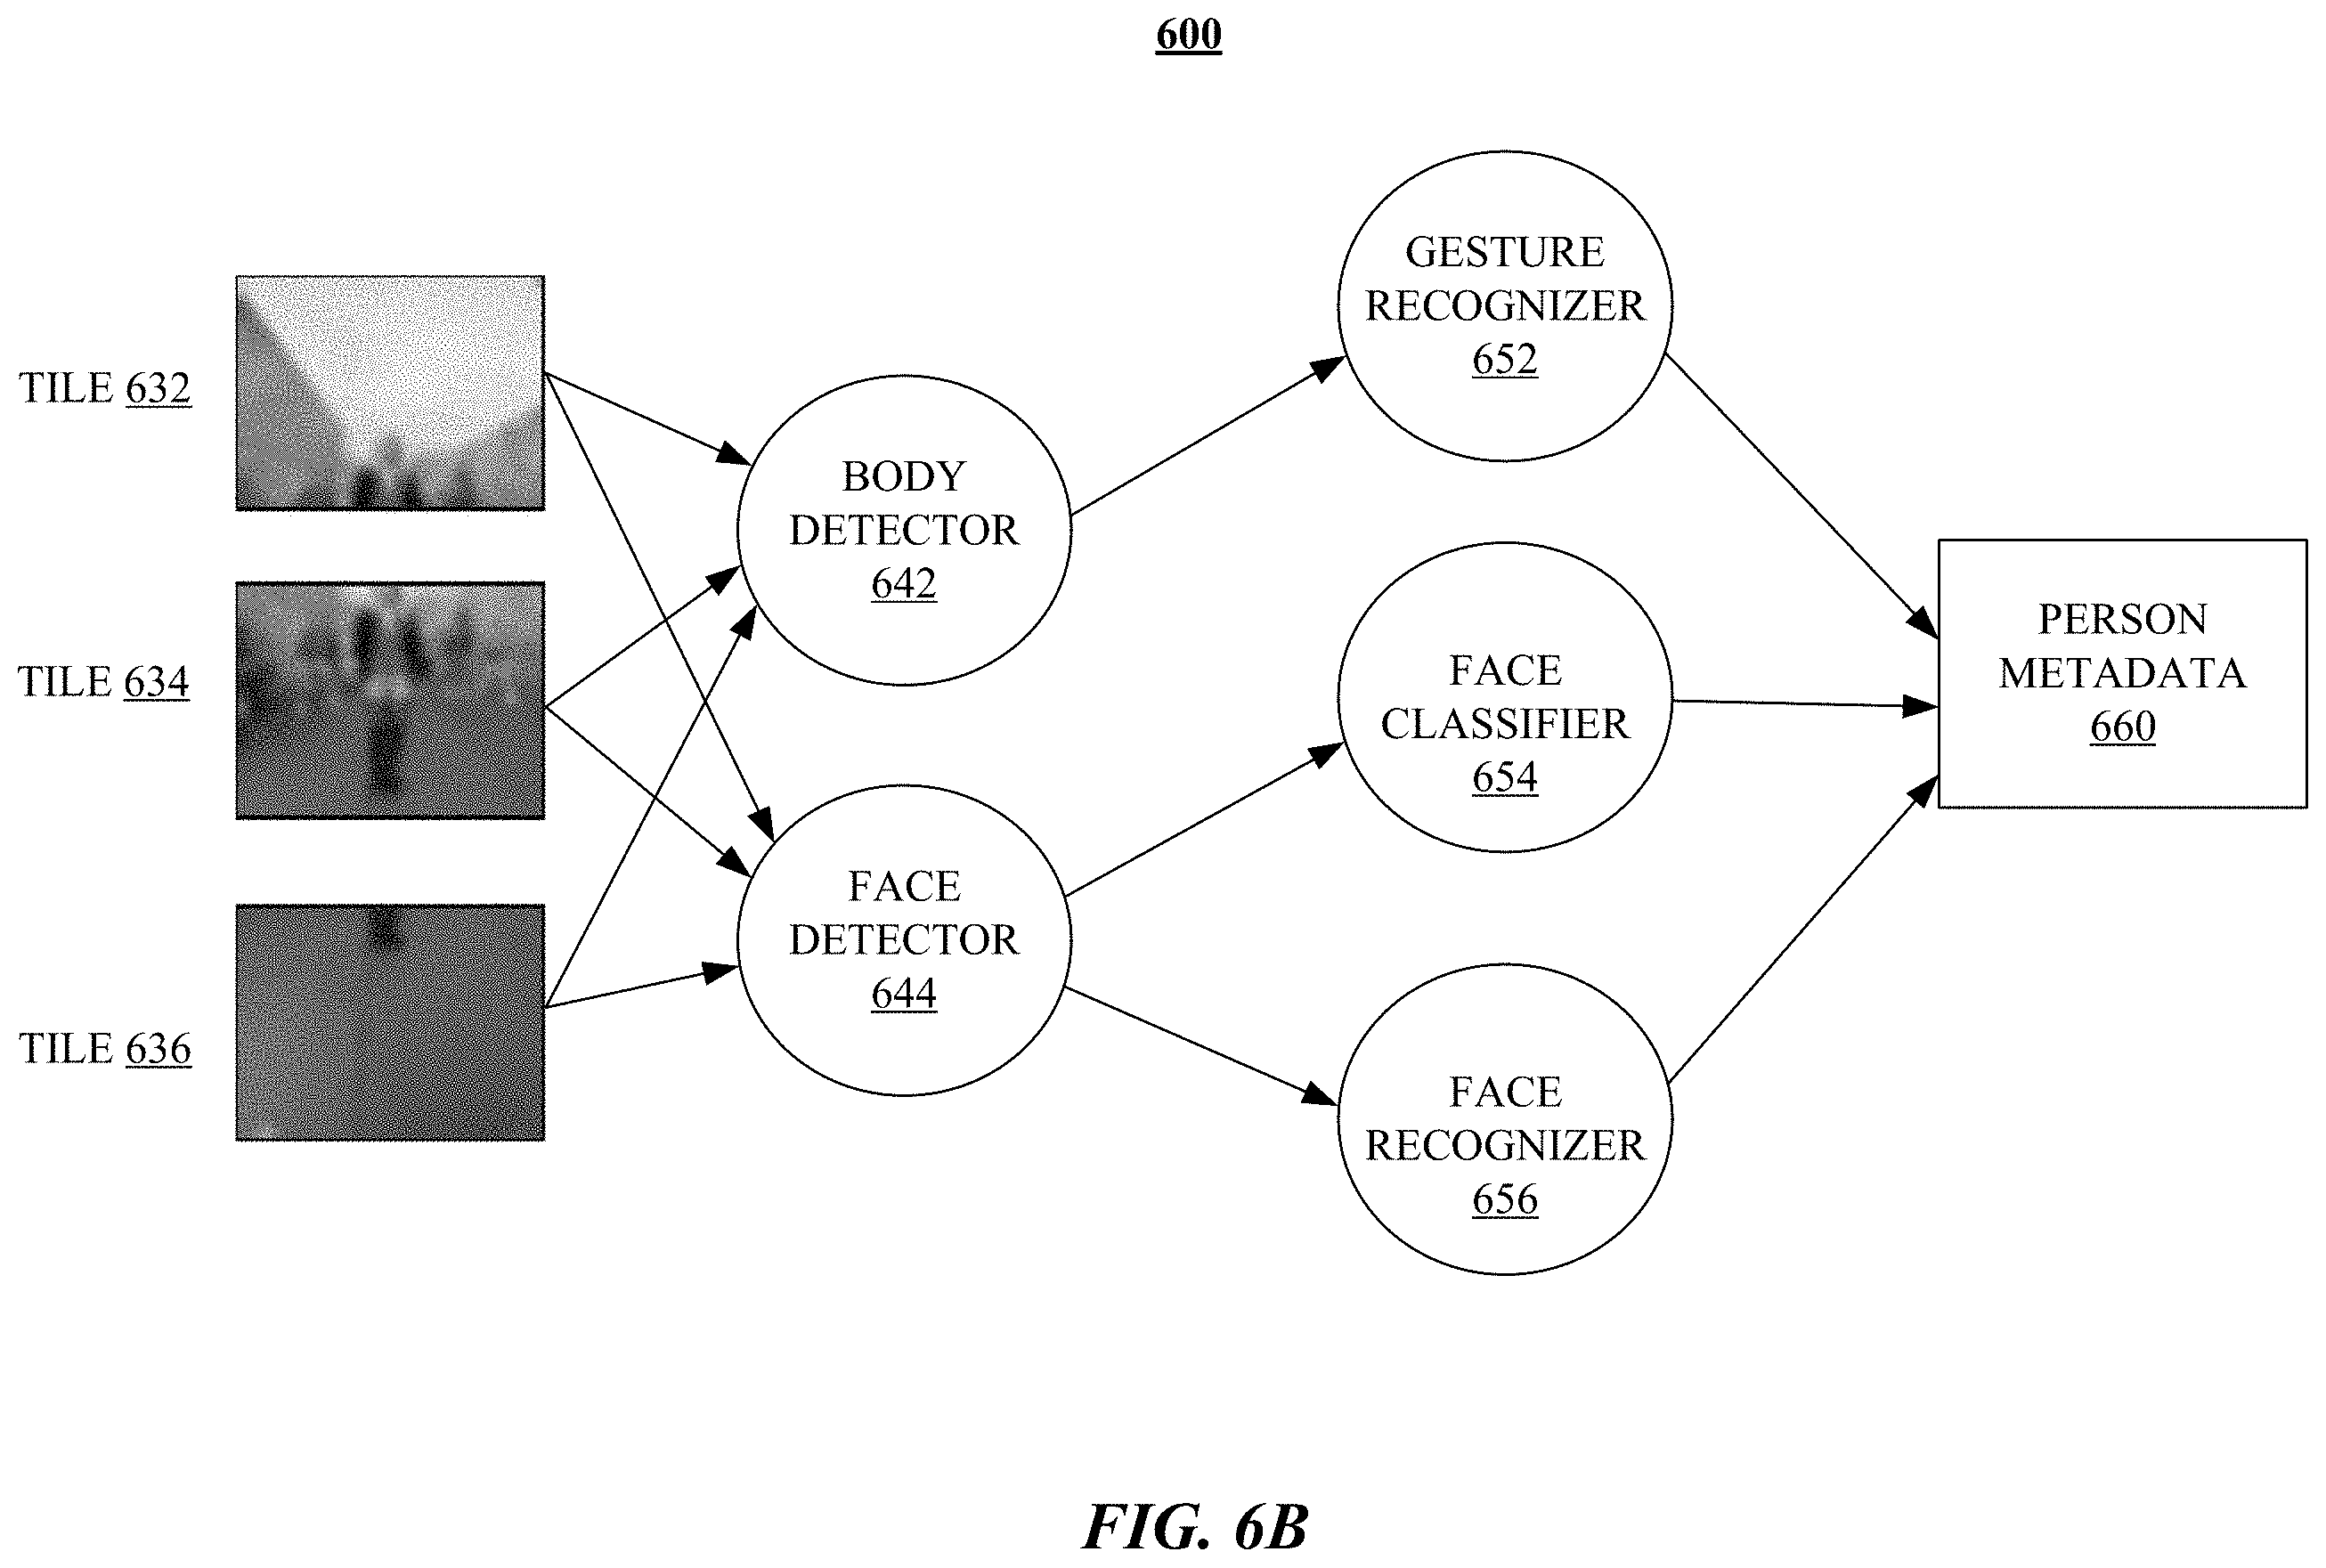 600
TILE 632
TILE 634
TILE 636
BODY
DETECTOR
642
FACE
DETECTOR
644
GESTURE
RECOGNIZER
652
FACE
CLASSIFIER
654
FACE
RECOGNIZER
656
PERSON
METADATA
660
FIG. 6B